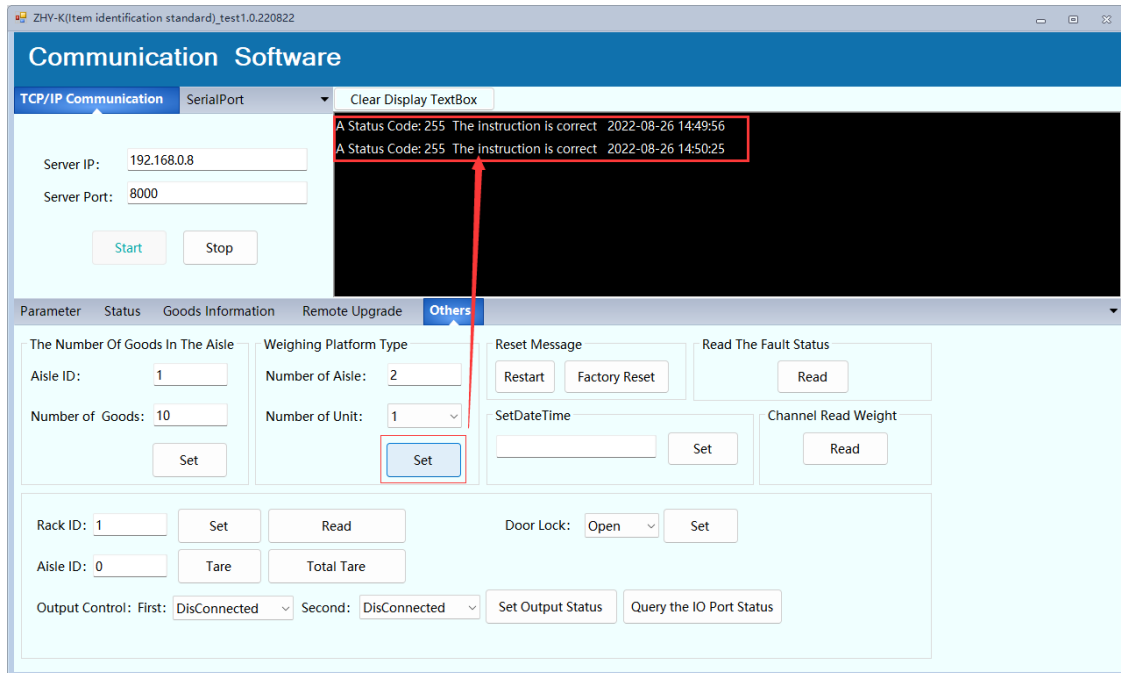 ZHY-K(Item identification standard)_test1.0.220822
Communication Software
TCP/IP Communication SerialPort Clear Display TextBox
A Status Code: 255 The instruction is correct 2022-08-26 14:49:56
A Status Code: 255 The instruction is correct 2022-08-26 14:50:25
Server IP: 192.168.0.8
Server Port: 8000
Start Stop
Parameter Status Goods Information Remote Upgrade Others
The Number Of Goods In The Aisle Weighing Platform Type Reset Message Read The Fault Status
Aisle ID: 1 Number of Aisle: 2 Restart Factory Reset Read
Number of Goods: 10 Number of Unit: 1 SetDateTime Channel Read Weight
Set Set Set Read
Rack ID: 1 Set Read Door Lock: Open Set
Aisle ID: 0 Tare Total Tare
Output Control: First: DisConnected Second: DisConnected Set Output Status Query the IO Port Status